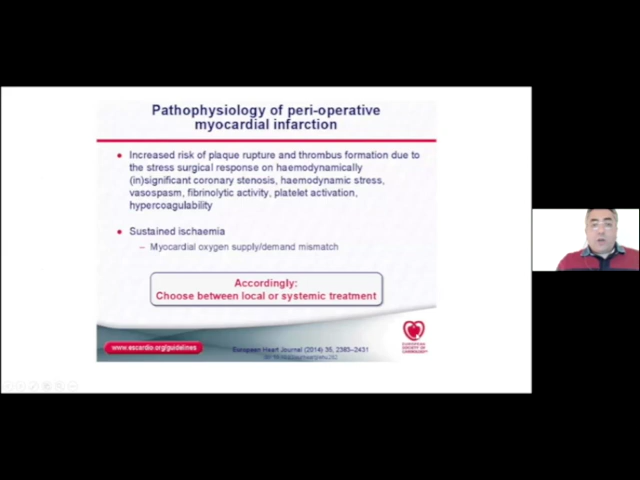 Pathophysiology of peri-operative
myocardial infarction
● Increased risk of plaque rupture and thrombus formation due to
the stress surgical response on haemodynamically
(in)significant coronary stenosis, haemodynamic stress,
vasospasm, fibrinolytic activity, platelet activation,
hypercoagulability
● Sustained ischaemia
– Myocardial oxygen supply/demand mismatch
Accordingly:
Choose between local or systemic treatment
www.escardio.org/guidelines
European Heart Journal (2014) 35, 2383–2431
EUROPEAN
SOCIETY OF
CARDIOLOGY